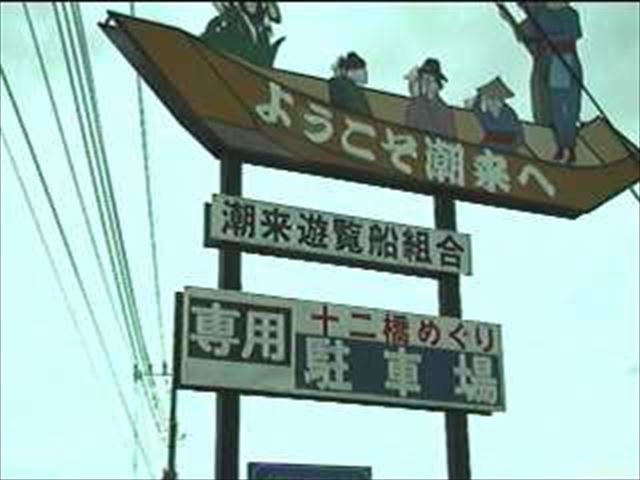 ようこそ潮来へ
潮来遊覧船組合
専用
十二橋めぐり
駐車場